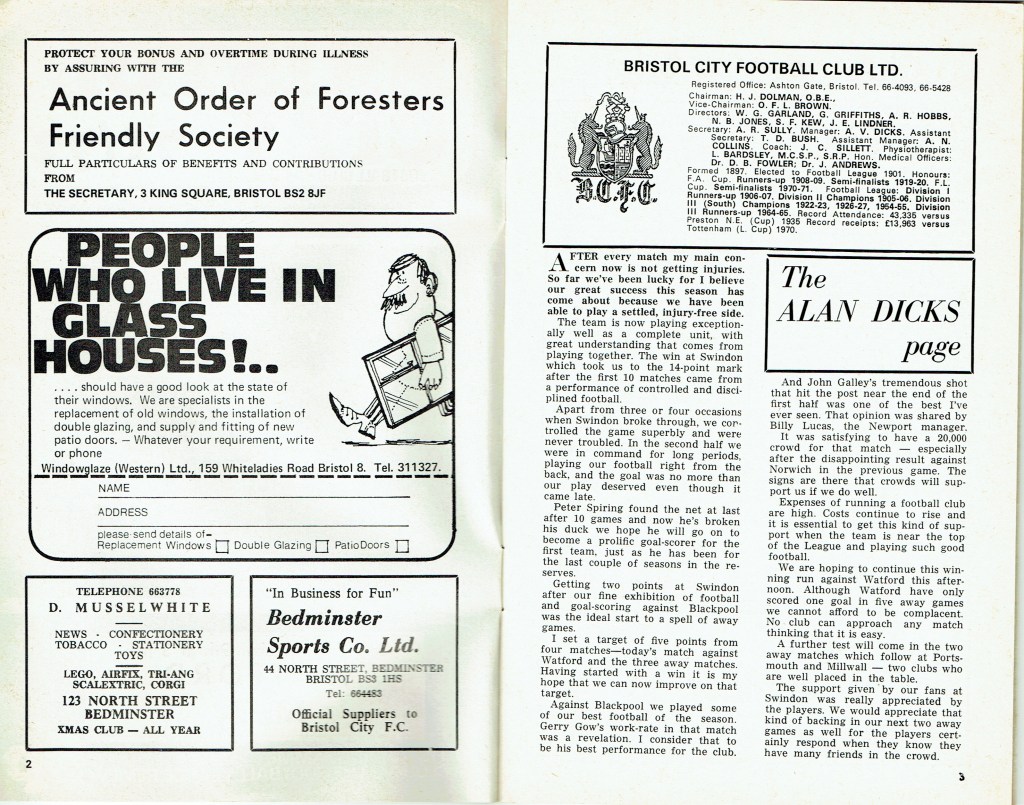 PROTECT YOUR BONUS AND OVERTIME DURING ILLNESS
BY ASSURING WITH THE
Ancient Order of Foresters
Friendly Society
FULL PARTICULARS OF BENEFITS AND CONTRIBUTIONS
FROM
THE SECRETARY, 3 KING SQUARE, BRISTOL BS2 8JF
PEOPLE
WHO LIVE IN
GLASS
HOUSES!..
. . . . should have a good look at the state of
their windows. We are specialists in the
replacement of old windows, the installation of
double glazing, and supply and fitting of new
patio doors. — Whatever your requirement, write
or phone
Windowglaze (Western) Ltd., 159 Whiteladies Road Bristol 8. Tel. 311327.
NAME
ADDRESS
please send details of—
Replacement Windows Double Glazing Patio Doors
TELEPHONE 663778
D. MUSSELWHITE
NEWS · CONFECTIONERY
TOBACCO · STATIONERY
TOYS
LEGO, AIRFIX, TRI-ANG
SCALEXTRIC, CORGI
123 NORTH STREET
BEDMINSTER
XMAS CLUB — ALL YEAR
"In Business for Fun"
Bedminster
Sports Co. Ltd.
44 NORTH STREET, BEDMINSTER
BRISTOL BS3 1HS
Tel: 664483
Official Suppliers to
Bristol City F.C.
2
BRISTOL CITY FOOTBALL CLUB LTD.
Registered Office: Ashton Gate, Bristol. Tel. 66-4093, 66-5428
Chairman: H. J. DOLMAN, O.B.E.,
Vice-Chairman: O. F. L. BROWN.
Directors: W. G. GARLAND, G. GRIFFITHS, A. R. HOBBS,
N. B. JONES, S. F. KEW, J. E. LINDNER.
Secretary: A. R. SULLY. Manager: A. V. DICKS. Assistant
Secretary: T. D. BUSH. Assistant Manager: A. N.
COLLINS. Coach: J. C. SILLETT. Physiotherapist:
L. BARDSLEY, M.C.S.P., S.R.P. Hon. Medical Officers:
Dr. D. B. FOWLER; Dr. J. ANDREWS.
Formed 1897. Elected to Football League 1901. Honours:
F.A. Cup. Runners-up 1908-09. Semi-finalists 1919-20. F.L.
Cup. Semi-finalists 1970-71. Football League: Division I
Runners-up 1906-07. Division II Champions 1905-06. Division
III (South) Champions 1922-23, 1926-27, 1954-55. Division
III Runners-up 1964-65. Record Attendance: 43,335 versus
Preston N.E. (Cup) 1935 Record receipts: £13,963 versus
Tottenham (L. Cup) 1970.
B.C.F.C.
AFTER every match my main con-
cern now is not getting injuries.
So far we've been lucky for I believe
our great success this season has
come about because we have been
able to play a settled, injury-free side.
The team is now playing exception-
ally well as a complete unit, with
great understanding that comes from
playing together. The win at Swindon
which took us to the 14-point mark
after the first 10 matches came from
a performance of controlled and disci-
plined football.
Apart from three or four occasions
when Swindon broke through, we con-
trolled the game superbly and were
never troubled. In the second half we
were in command for long periods,
playing our football right from the
back, and the goal was no more than
our play deserved even though it
came late.
Peter Spiring found the net at last
after 10 games and now he's broken
his duck we hope he will go on to
become a prolific goal-scorer for the
first team, just as he has been for
the last couple of seasons in the re-
serves.
Getting two points at Swindon
after our fine exhibition of football
and goal-scoring against Blackpool
was the ideal start to a spell of away
games.
I set a target of five points from
four matches—today's match against
Watford and the three away matches.
Having started with a win it is my
hope that we can now improve on that
target.
Against Blackpool we played some
of our best football of the season.
Gerry Gow's work-rate in that match
was a revelation. I consider that to
be his best performance for the club.
The
ALAN DICKS
page
And John Galley's tremendous shot
that hit the post near the end of the
first half was one of the best I've
ever seen. That opinion was shared by
Billy Lucas, the Newport manager.
It was satisfying to have a 20,000
crowd for that match — especially
after the disappointing result against
Norwich in the previous game. The
signs are there that crowds will sup-
port us if we do well.
Expenses of running a football club
are high. Costs continue to rise and
it is essential to get this kind of sup-
port when the team is near the top
of the League and playing such good
football.
We are hoping to continue this win-
ning run against Watford this after-
noon. Although Watford have only
scored one goal in five away games
we cannot afford to be complacent.
No club can approach any match
thinking that it is easy.
A further test will come in the two
away matches which follow at Ports-
mouth and Millwall — two clubs who
are well placed in the table.
The support given by our fans at
Swindon was really appreciated by
the players. We would appreciate that
kind of backing in our next two away
games as well for the players cert-
ainly respond when they know they
have many friends in the crowd.
3